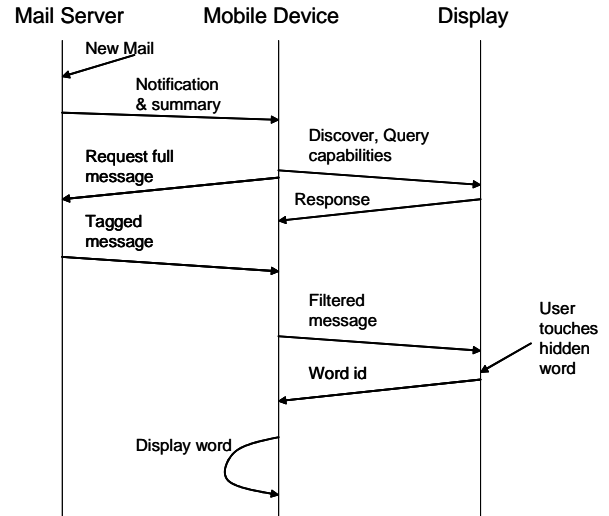 Mail Server
Mobile Device
Display
New Mail
Notification
& summary
Discover, Query
capabilities
Request full
message
Response
Tagged
message
Filtered
message
User
touches
hidden
word
Word id
Display word